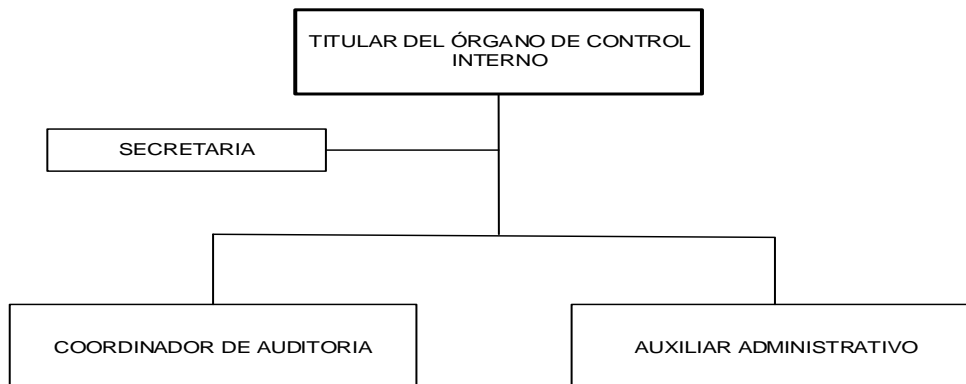 TITULAR DEL ÓRGANO DE CONTROL
INTERNO
SECRETARIA
COORDINADOR DE AUDITORIA
AUXILIAR ADMINISTRATIVO